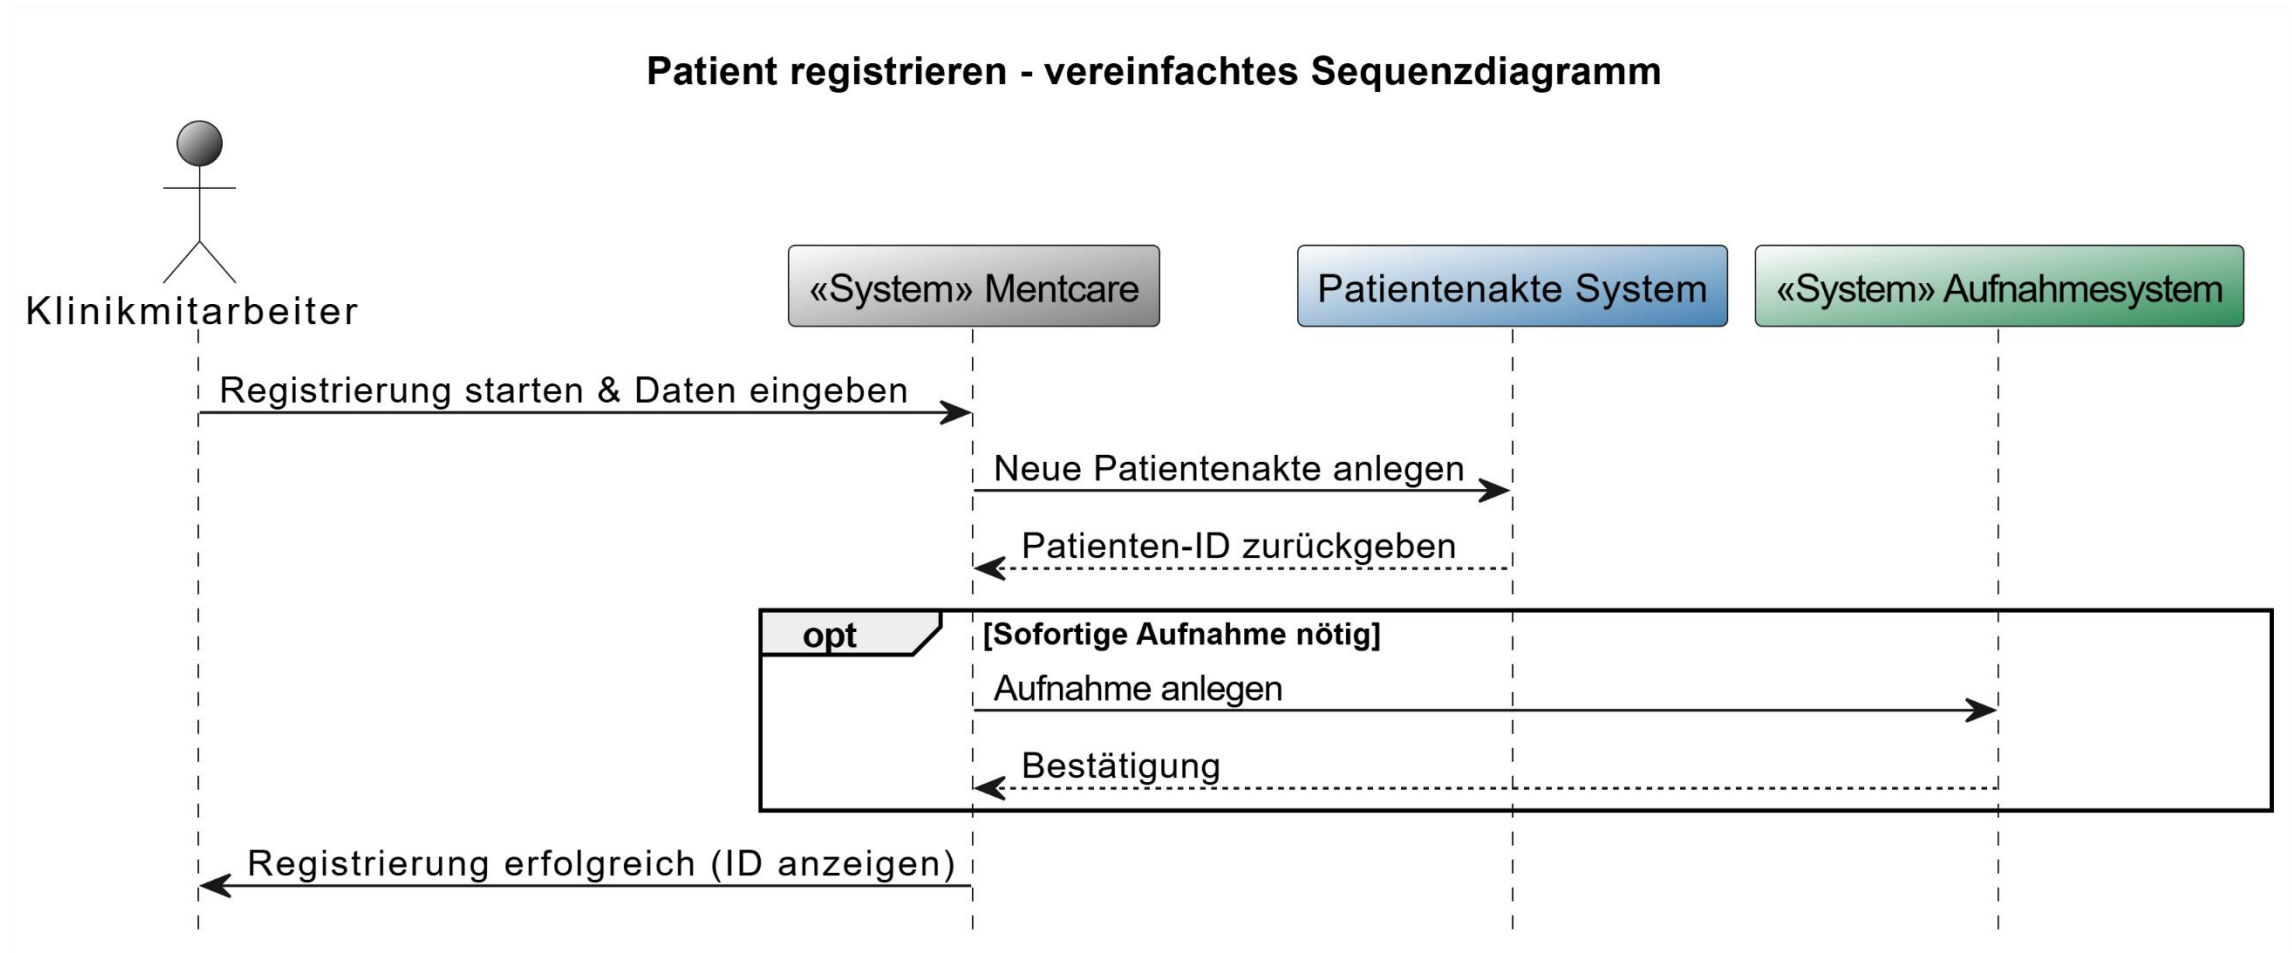 Patient registrieren - vereinfachtes Sequenzdiagramm
Klinikmitarbeiter
«System» Mentcare
Patientenakte System
«System» Aufnahmesystem
Registrierung starten & Daten eingeben
Neue Patientenakte anlegen
Patienten-ID zurückgeben
opt
[Sofortige Aufnahme nötig]
Aufnahme anlegen
Bestätigung
Registrierung erfolgreich (ID anzeigen)